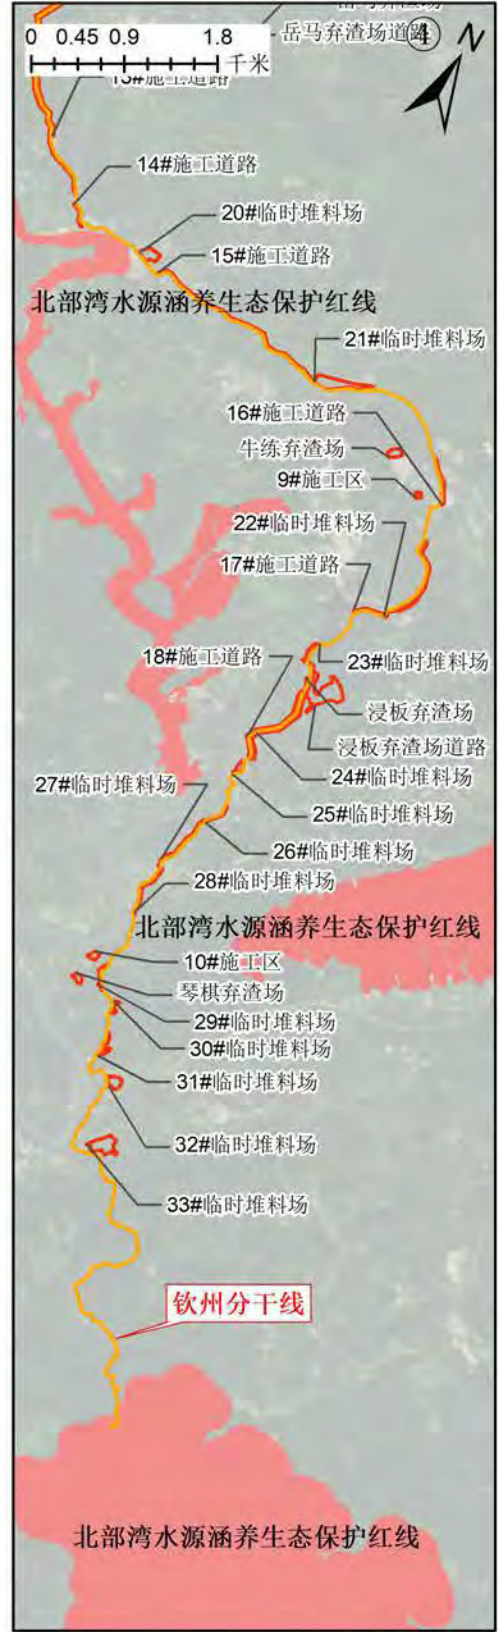 0 0.45 0.9 1.8
千米
岳马弃渣场道路
④
N
13#施工道路
14#施工道路
20#临时堆料场
15#施工道路
北部湾水源涵养生态保护红线
21#临时堆料场
16#施工道路
牛练弃渣场
9#施工区
22#临时堆料场
17#施工道路
18#施工道路
23#临时堆料场
浸板弃渣场
浸板弃渣场道路
24#临时堆料场
27#临时堆料场
25#临时堆料场
26#临时堆料场
28#临时堆料场
北部湾水源涵养生态保护红线
10#施工区
琴棋弃渣场
29#临时堆料场
30#临时堆料场
31#临时堆料场
32#临时堆料场
33#临时堆料场
钦州分干线
北部湾水源涵养生态保护红线